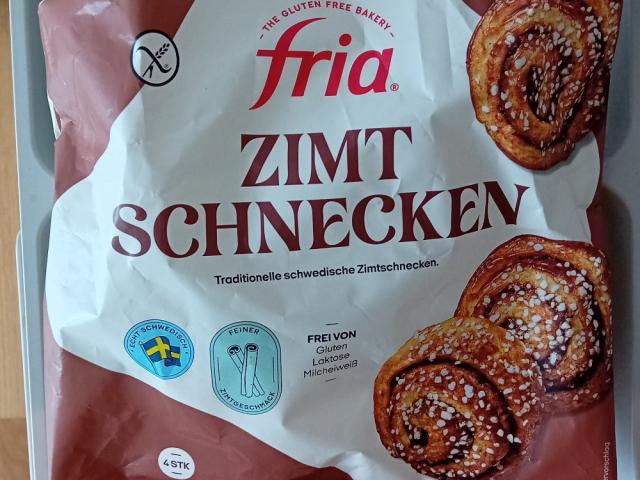 - THE GLUTEN FREE BAKERY -
fria®
ZIMT
SCHNECKEN
Traditionelle schwedische Zimtschnecken.
• ECHT SCHWEDISCH •
FEINER
ZIMTGESCHMACK
FREI VON
Gluten
Laktose
Milcheiweiß
4 STK